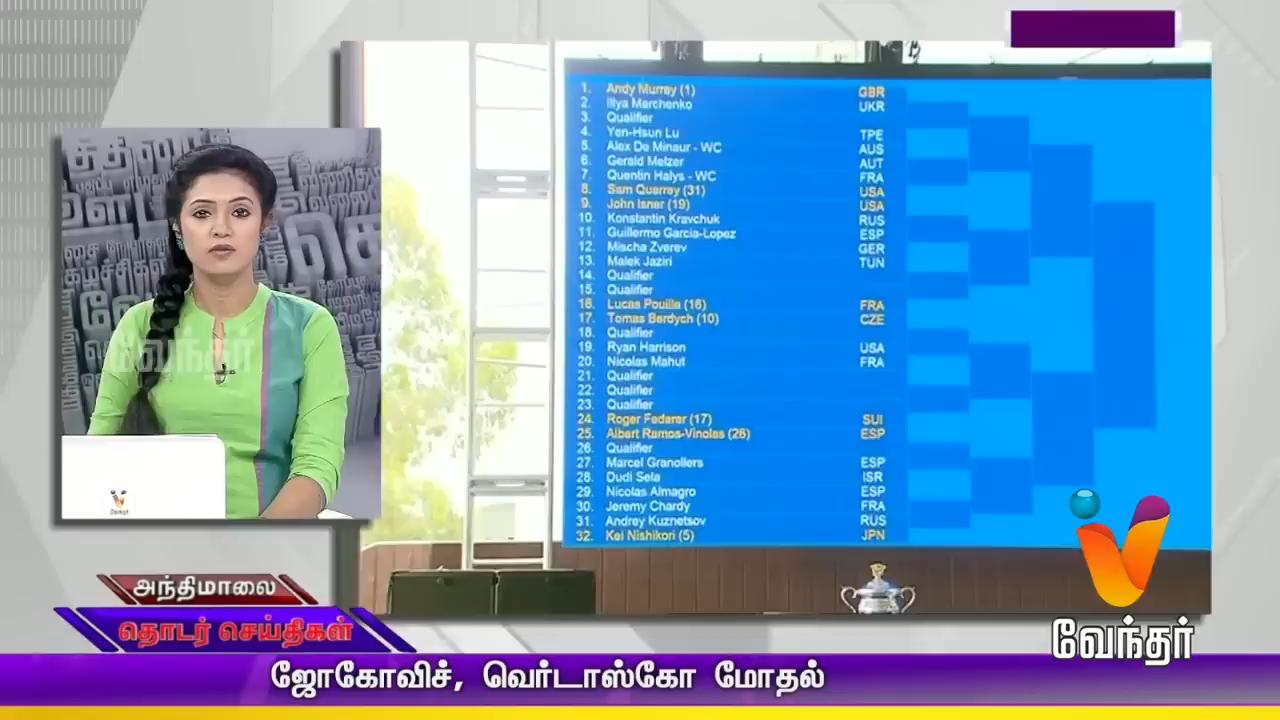 1. Andy Murray (1) GBR
2. Illya Marchenko UKR
3. Qualifier
4. Yen-Hsun Lu TPE
5. Alex De Minaur - WC AUS
6. Gerald Melzer AUT
7. Quentin Halys - WC FRA
8. Sam Querrey (31) USA
9. John Isner (19) USA
10. Konstantin Kravchuk RUS
11. Guillermo Garcia-Lopez ESP
12. Mischa Zverev GER
13. Malek Jaziri TUN
14. Qualifier
15. Qualifier
16. Lucas Pouille (16) FRA
17. Tomas Berdych (10) CZE
18. Qualifier
19. Ryan Harrison USA
20. Nicolas Mahut FRA
21. Qualifier
22. Qualifier
23. Qualifier
24. Roger Federer (17) SUI
25. Albert Ramos-Vinolas (26) ESP
26. Qualifier
27. Marcel Granollers ESP
28. Dudi Sela ISR
29. Nicolas Almagro ESP
30. Jeremy Chardy FRA
31. Andrey Kuznetsov RUS
32. Kei Nishikori (5) JPN
வேந்தர்
அந்திமாலை
தொடர் செய்திகள்
வேந்தர்
ஜோகோவிச், வெர்டாஸ்கோ மோதல்